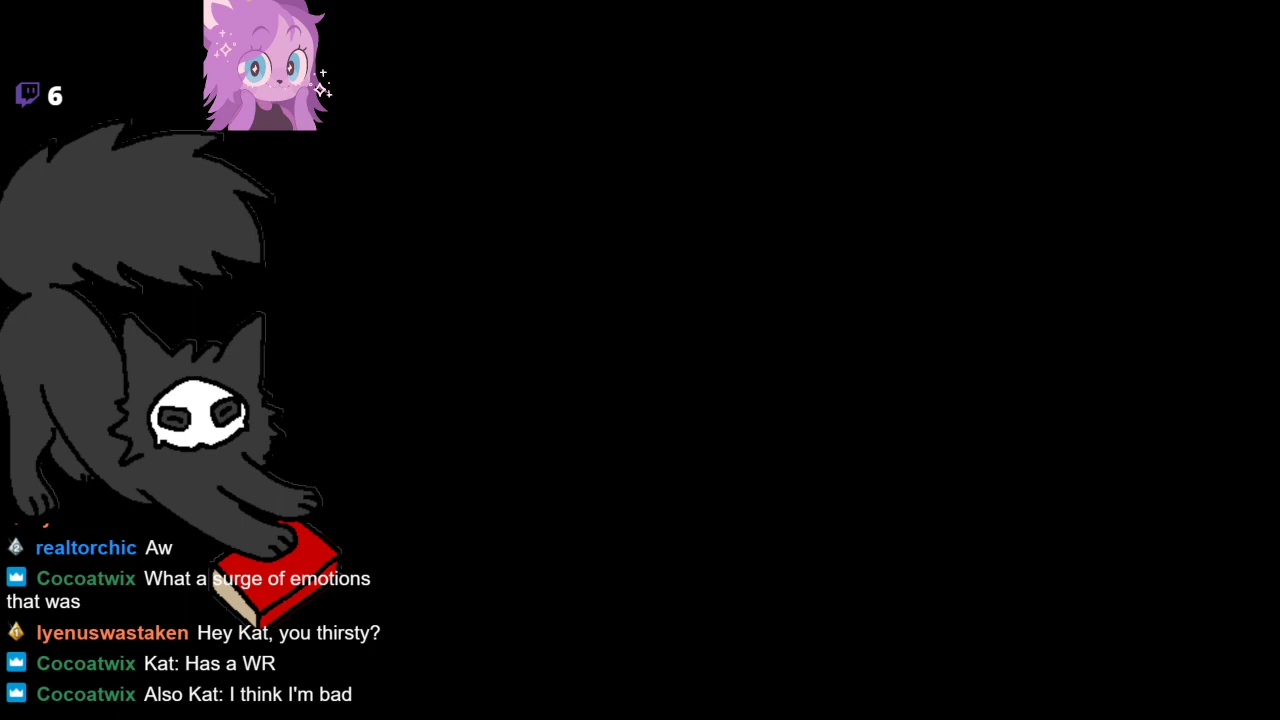 6
realtorchic Aw
Cocoatwix What a surge of emotions
that was
lyenuswastaken Hey Kat, you thirsty?
Cocoatwix Kat: Has a WR
Cocoatwix Also Kat: I think I'm bad